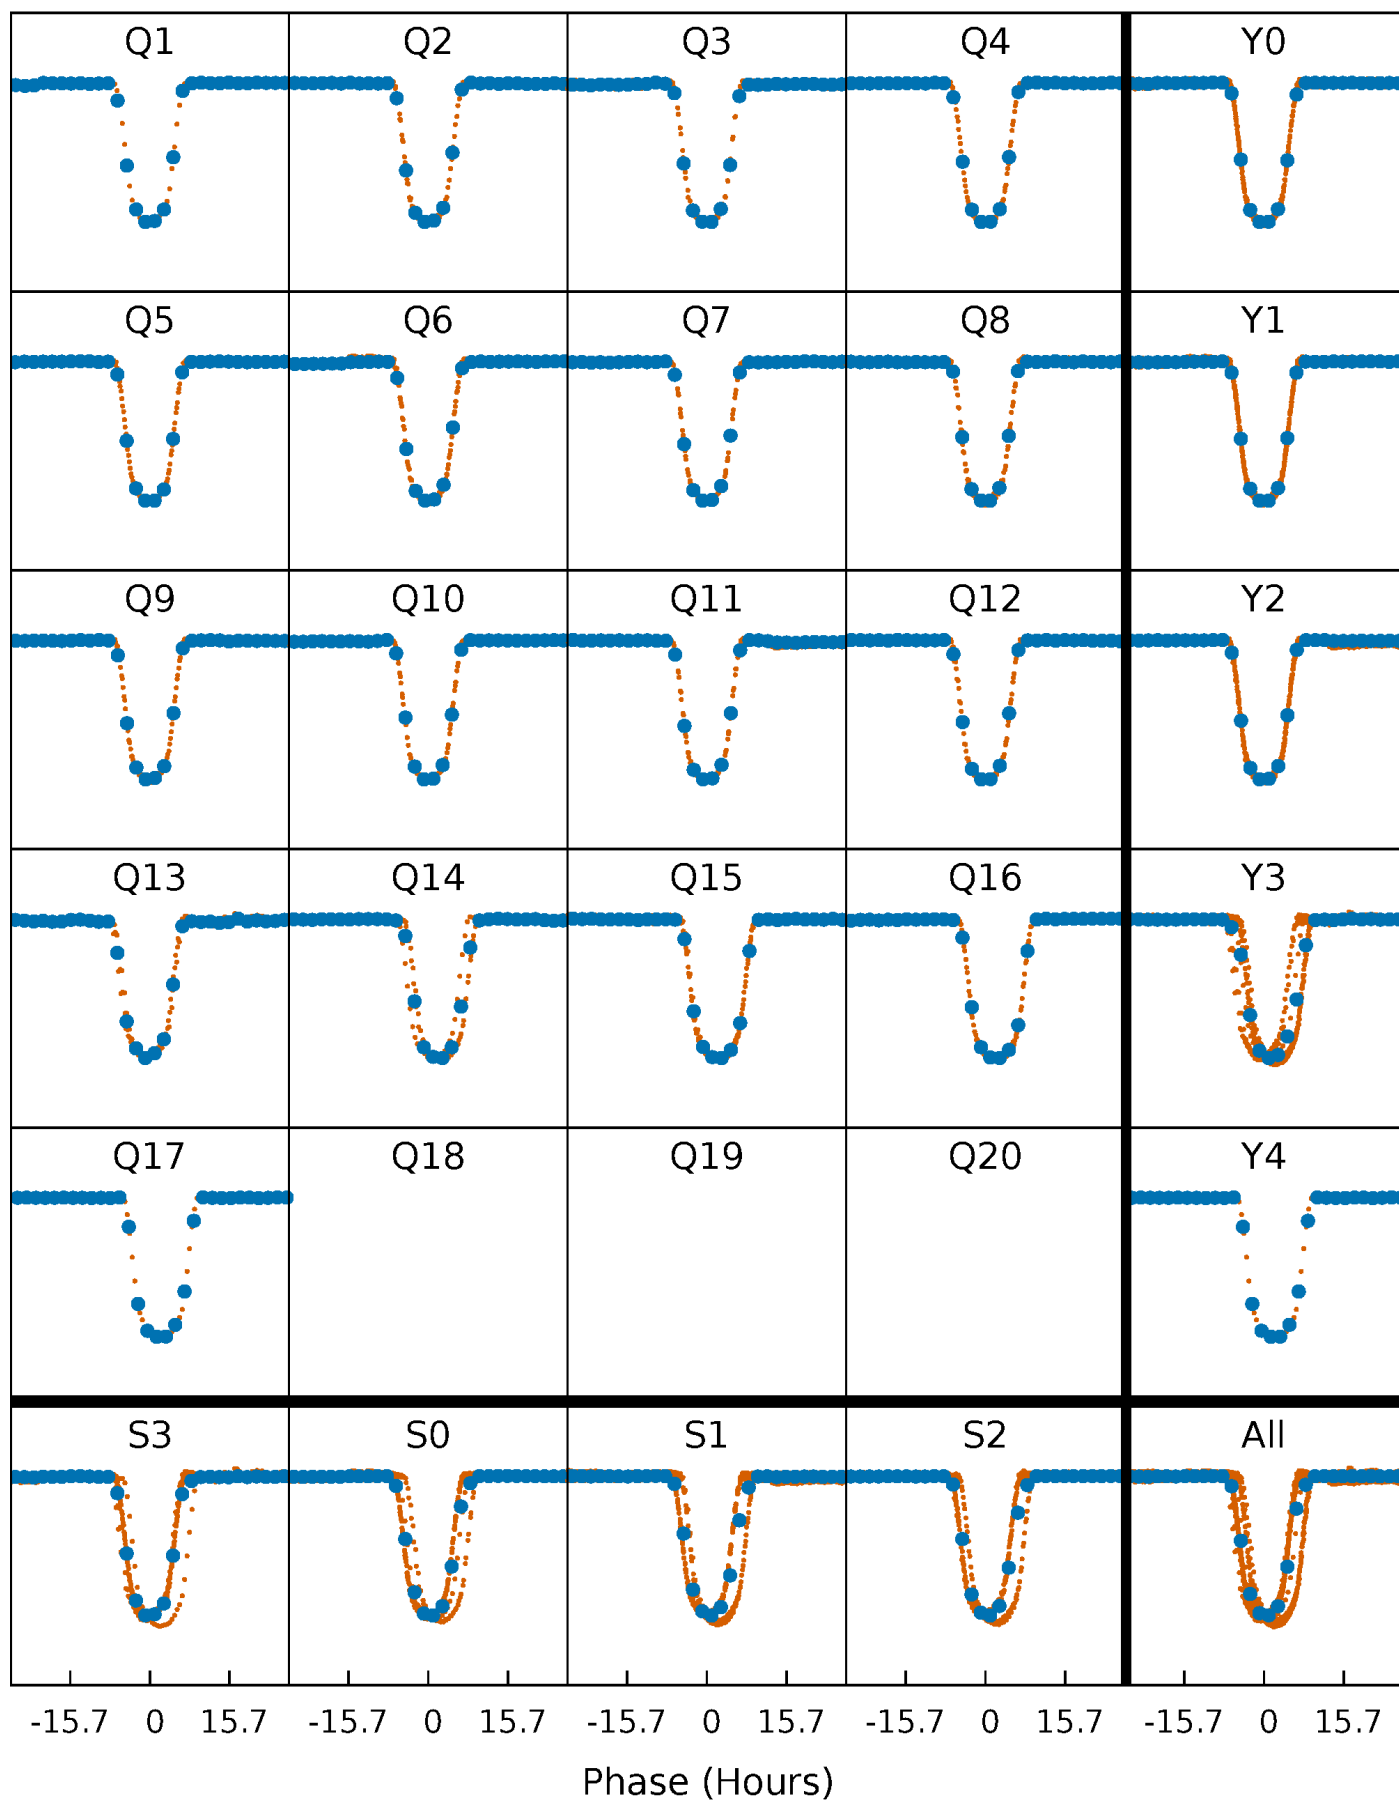 Q1 Q2 Q3 Q4 Y0
Q5 Q6 Q7 Q8 Y1
Q9 Q10 Q11 Q12 Y2
Q13 Q14 Q15 Q16 Y3
Q17 Q18 Q19 Q20 Y4
S3 S0 S1 S2 All
-15.7 0 15.7 -15.7 0 15.7 -15.7 0 15.7 -15.7 0 15.7 -15.7 0 15.7
Phase (Hours)